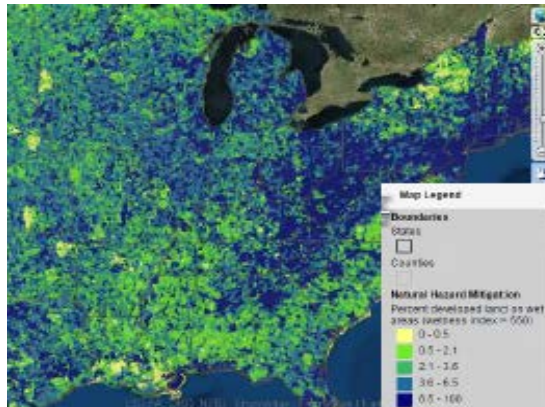 Map Legend
Boundaries
States
Counties
Natural Hazard Mitigation
Percent developed land on wet
areas (wetness index > 550)
0 - 0.5
0.5 - 2.1
2.1 - 3.6
3.6 - 6.5
6.5 - 100